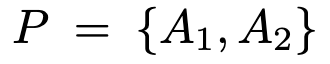 P = {A₁, A₂}